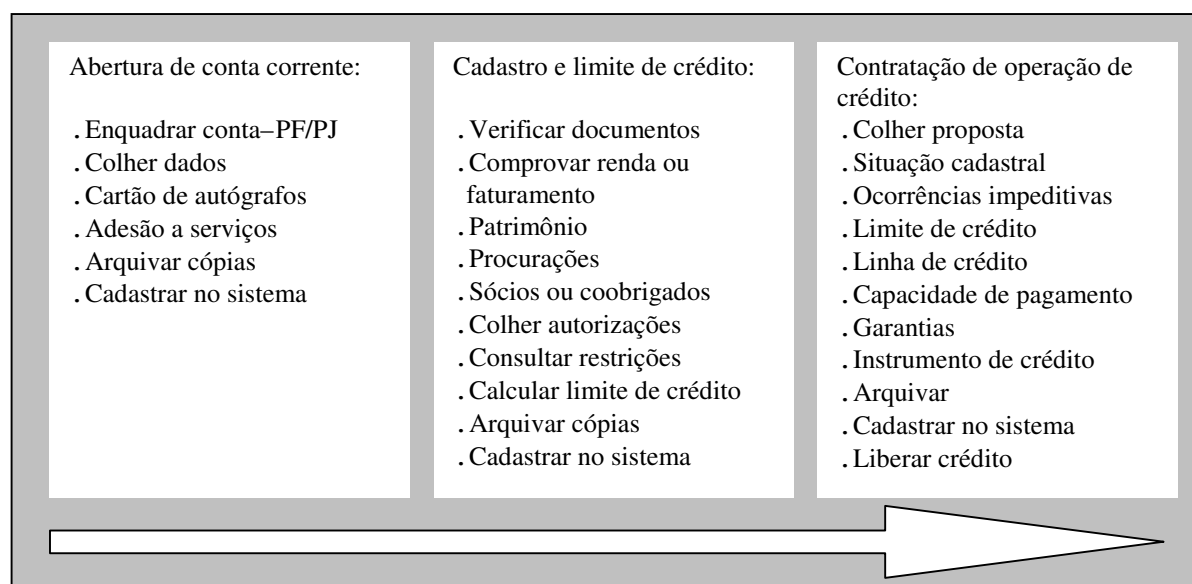 Abertura de conta corrente:
. Enquadrar conta–PF/PJ
. Colher dados
. Cartão de autógrafos
. Adesão a serviços
. Arquivar cópias
. Cadastrar no sistema
Cadastro e limite de crédito:
. Verificar documentos
. Comprovar renda ou
faturamento
. Patrimônio
. Procurações
. Sócios ou coobrigados
. Colher autorizações
. Consultar restrições
. Calcular limite de crédito
. Arquivar cópias
. Cadastrar no sistema
Contratação de operação de
crédito:
. Colher proposta
. Situação cadastral
. Ocorrências impeditivas
. Limite de crédito
. Linha de crédito
. Capacidade de pagamento
. Garantias
. Instrumento de crédito
. Arquivar
. Cadastrar no sistema
. Liberar crédito